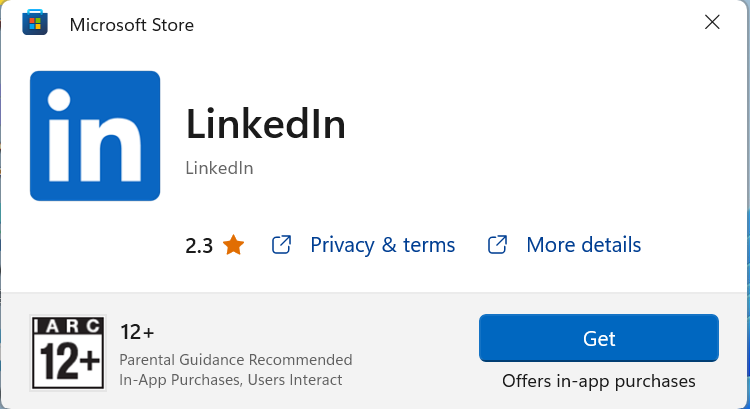 Microsoft Store
in
LinkedIn
LinkedIn
2.3 Privacy & terms More details
IARC
12+
12+
Parental Guidance Recommended
In-App Purchases, Users Interact
Get
Offers in-app purchases